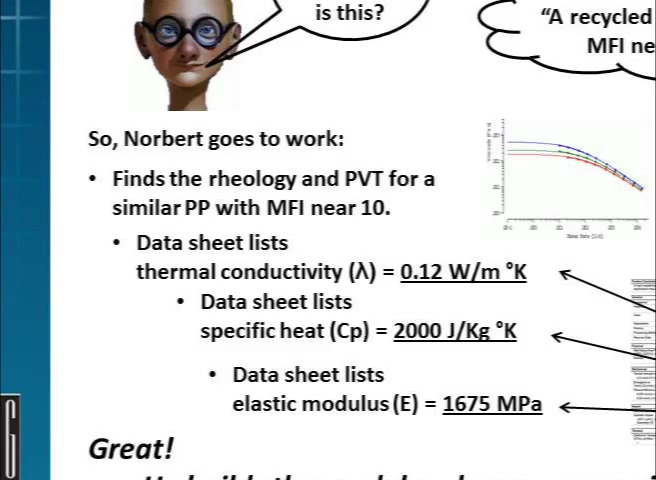 is this?
“A recycled
MFI ne
So, Norbert goes to work:
• Finds the rheology and PVT for a
similar PP with MFI near 10.
• Data sheet lists
thermal conductivity (λ) = 0.12 W/m °K
• Data sheet lists
specific heat (Cp) = 2000 J/Kg °K
• Data sheet lists
elastic modulus (E) = 1675 MPa
Great!